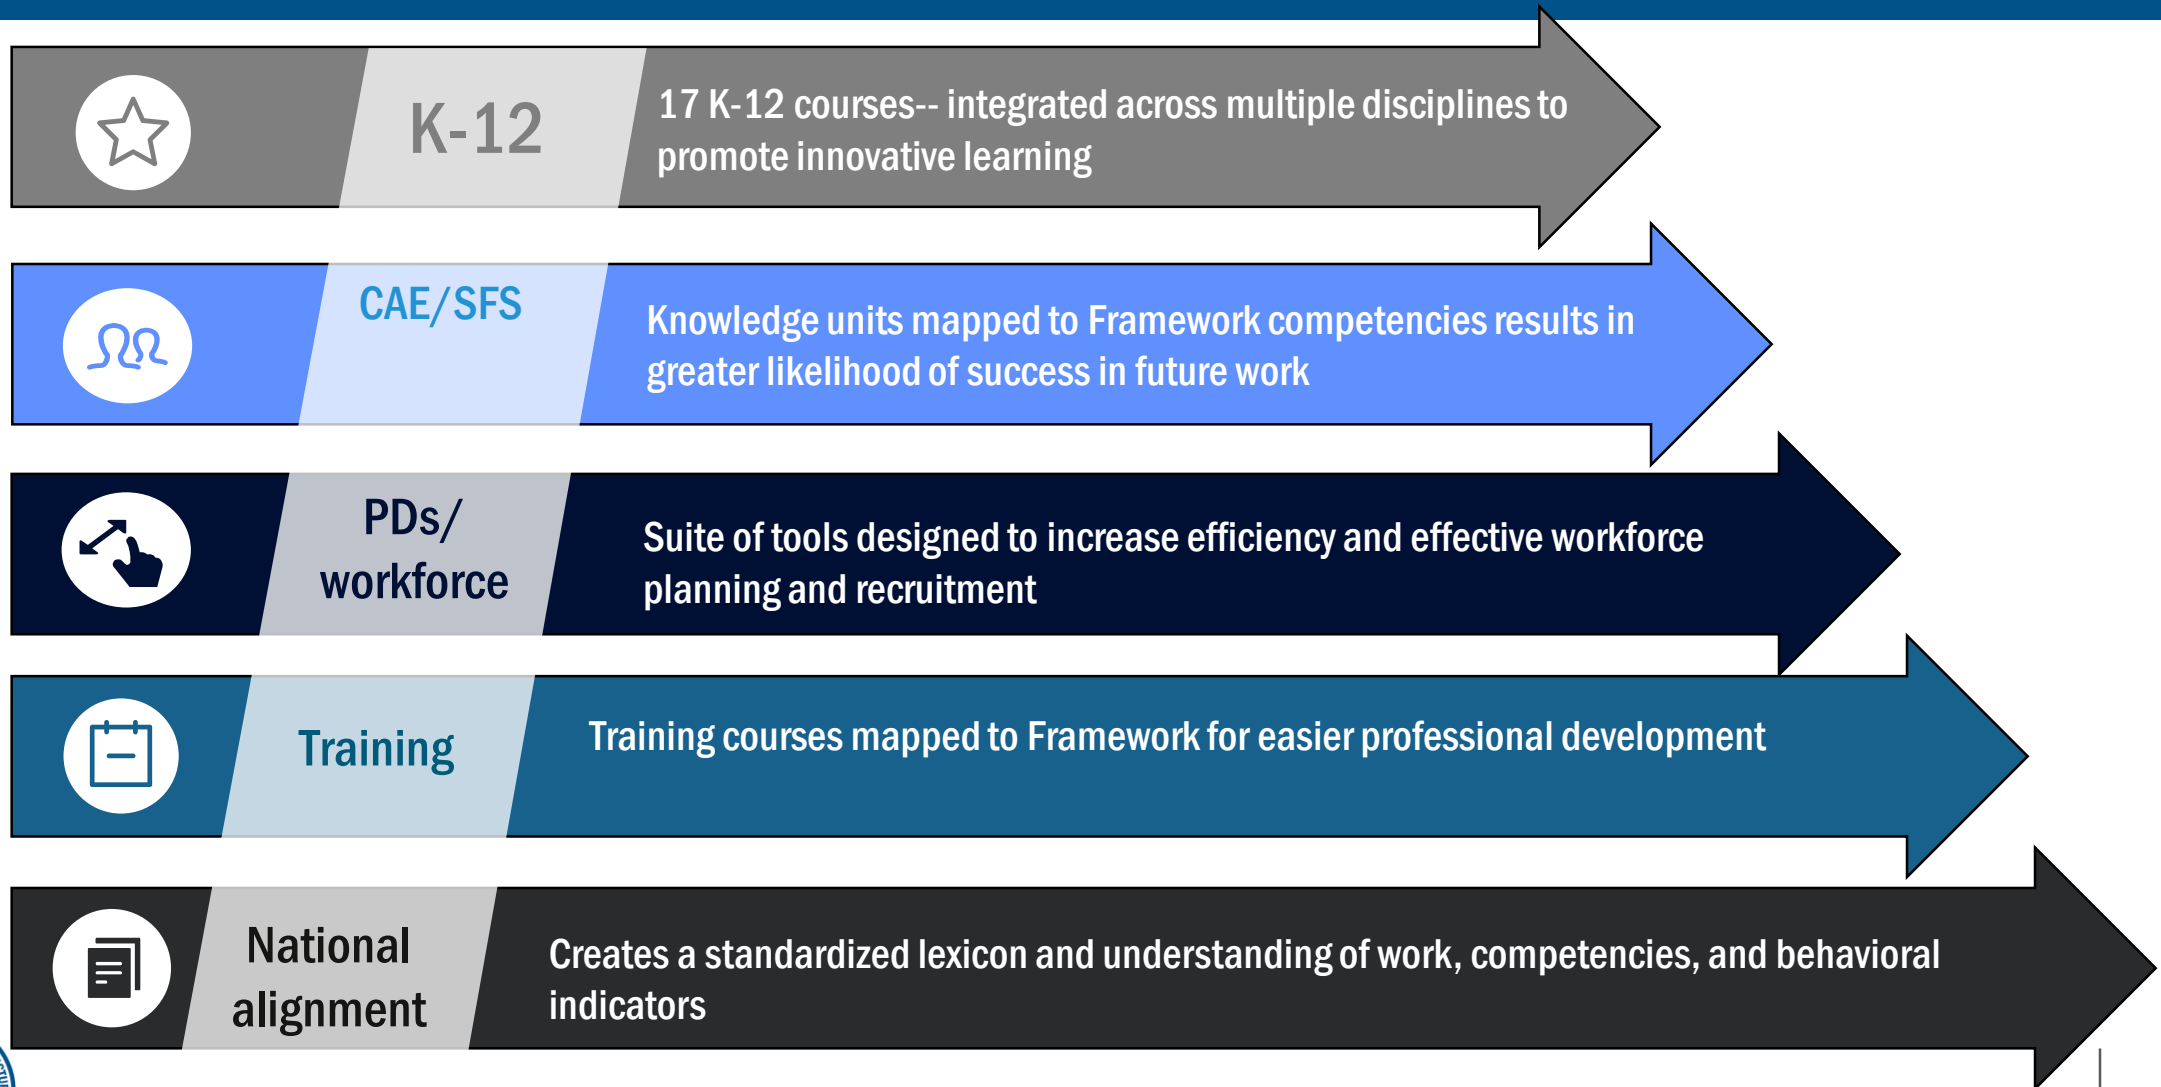 K-12
17 K-12 courses-- integrated across multiple disciplines to
promote innovative learning
CAE/SFS
Knowledge units mapped to Framework competencies results in
greater likelihood of success in future work
PDs/
workforce
Suite of tools designed to increase efficiency and effective workforce
planning and recruitment
Training
Training courses mapped to Framework for easier professional development
National
alignment
Creates a standardized lexicon and understanding of work, competencies, and behavioral
indicators